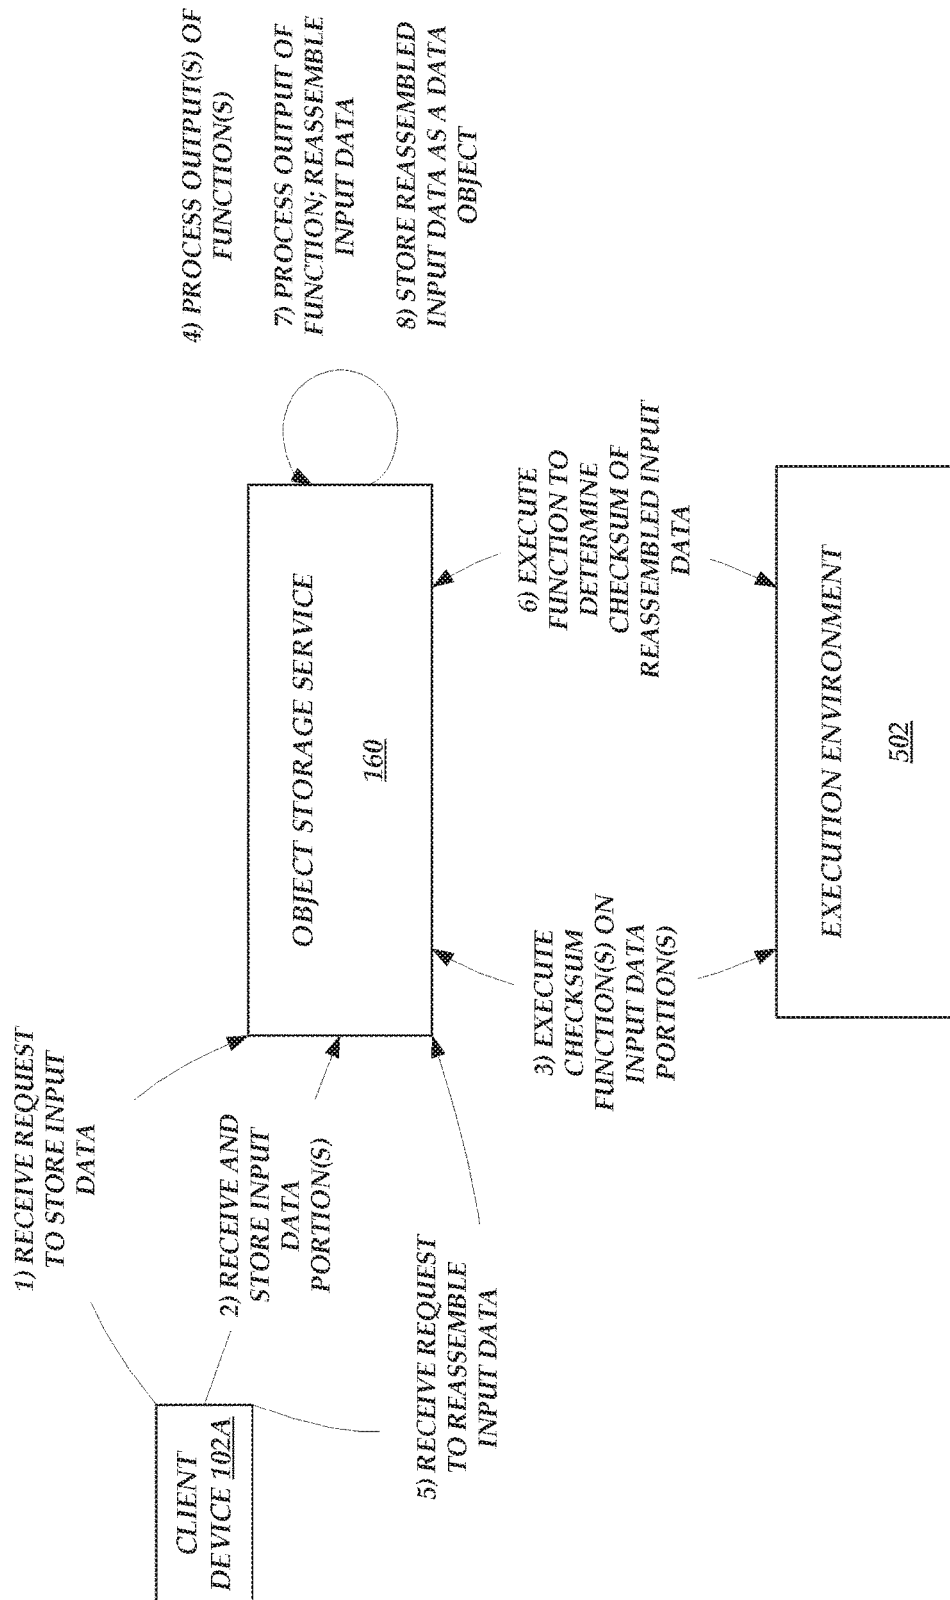 CLIENT
DEVICE 102A
1) RECEIVE REQUEST
TO STORE INPUT
DATA
2) RECEIVE AND
STORE INPUT
DATA
PORTION(S)
5) RECEIVE REQUEST
TO REASSEMBLE
INPUT DATA
OBJECT STORAGE SERVICE
160
3) EXECUTE
CHECKSUM
FUNCTION(S) ON
INPUT DATA
PORTION(S)
6) EXECUTE
FUNCTION TO
DETERMINE
CHECKSUM OF
REASSEMBLED INPUT
DATA
EXECUTION ENVIRONMENT
502
4) PROCESS OUTPUT(S) OF
FUNCTION(S)
7) PROCESS OUTPUT OF
FUNCTION; REASSEMBLE
INPUT DATA
8) STORE REASSEMBLED
INPUT DATA AS A DATA
OBJECT